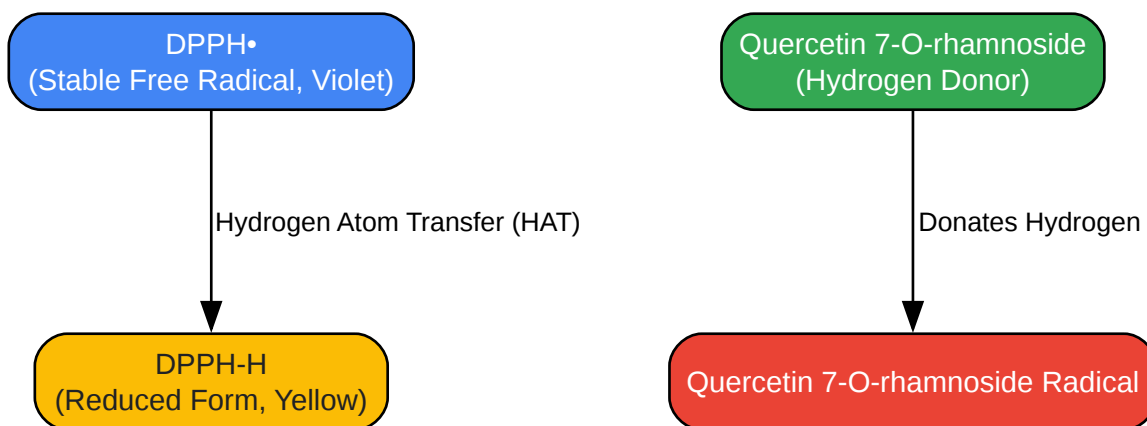 DPPH•
(Stable Free Radical, Violet)
Quercetin 7-O-rhamnoside
(Hydrogen Donor)
Hydrogen Atom Transfer (HAT)
Donates Hydrogen
DPPH-H
(Reduced Form, Yellow)
Quercetin 7-O-rhamnoside Radical